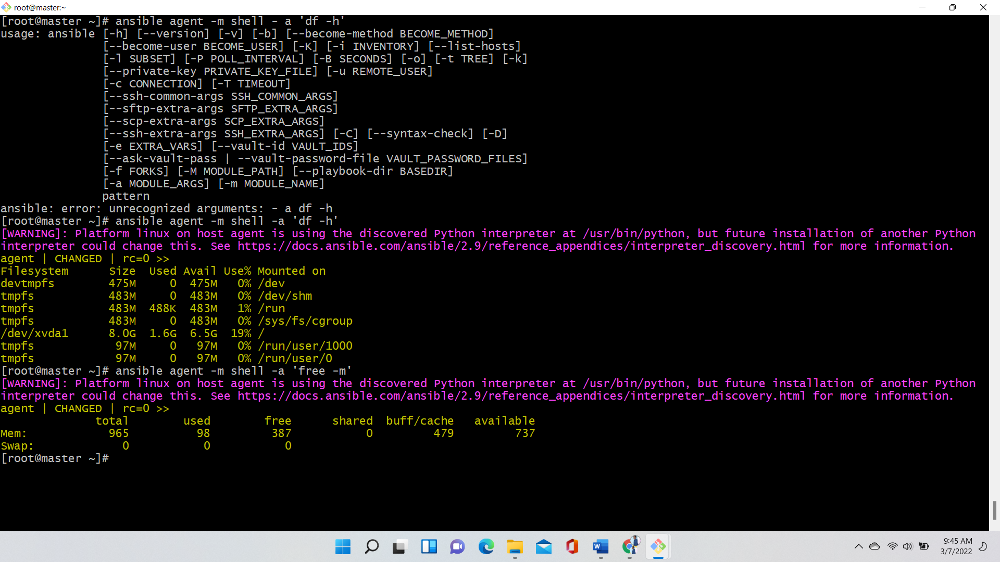 root@master:~
[root@master ~]# ansible agent -m shell - a 'df -h'
usage: ansible [-h] [--version] [-v] [-b] [--become-method BECOME_METHOD]
               [--become-user BECOME_USER] [-K] [-i INVENTORY] [--list-hosts]
               [-l SUBSET] [-P POLL_INTERVAL] [-B SECONDS] [-o] [-t TREE] [-k]
               [--private-key PRIVATE_KEY_FILE] [-u REMOTE_USER]
               [-c CONNECTION] [-T TIMEOUT]
               [--ssh-common-args SSH_COMMON_ARGS]
               [--sftp-extra-args SFTP_EXTRA_ARGS]
               [--scp-extra-args SCP_EXTRA_ARGS]
               [--ssh-extra-args SSH_EXTRA_ARGS] [-C] [--syntax-check] [-D]
               [-e EXTRA_VARS] [--vault-id VAULT_IDS]
               [--ask-vault-pass | --vault-password-file VAULT_PASSWORD_FILES]
               [-f FORKS] [-M MODULE_PATH] [--playbook-dir BASEDIR]
               [-a MODULE_ARGS] [-m MODULE_NAME]
               pattern
ansible: error: unrecognized arguments: - a df -h
[root@master ~]# ansible agent -m shell -a 'df -h'
[WARNING]: Platform linux on host agent is using the discovered Python interpreter at /usr/bin/python, but future installation of another Python
interpreter could change this. See https://docs.ansible.com/ansible/2.9/reference_appendices/interpreter_discovery.html for more information.
agent | CHANGED | rc=0 >>
Filesystem      Size  Used Avail Use% Mounted on
devtmpfs        475M     0  475M   0% /dev
tmpfs           483M     0  483M   0% /dev/shm
tmpfs           483M  488K  483M   1% /run
tmpfs           483M     0  483M   0% /sys/fs/cgroup
/dev/xvda1      8.0G  1.6G  6.5G  19% /
tmpfs            97M     0   97M   0% /run/user/1000
tmpfs            97M     0   97M   0% /run/user/0
[root@master ~]# ansible agent -m shell -a 'free -m'
[WARNING]: Platform linux on host agent is using the discovered Python interpreter at /usr/bin/python, but future installation of another Python
interpreter could change this. See https://docs.ansible.com/ansible/2.9/reference_appendices/interpreter_discovery.html for more information.
agent | CHANGED | rc=0 >>
              total        used        free      shared  buff/cache   available
Mem:            965          98         387           0         479         737
Swap:             0           0           0
[root@master ~]#
W
9:45 AM
3/7/2022